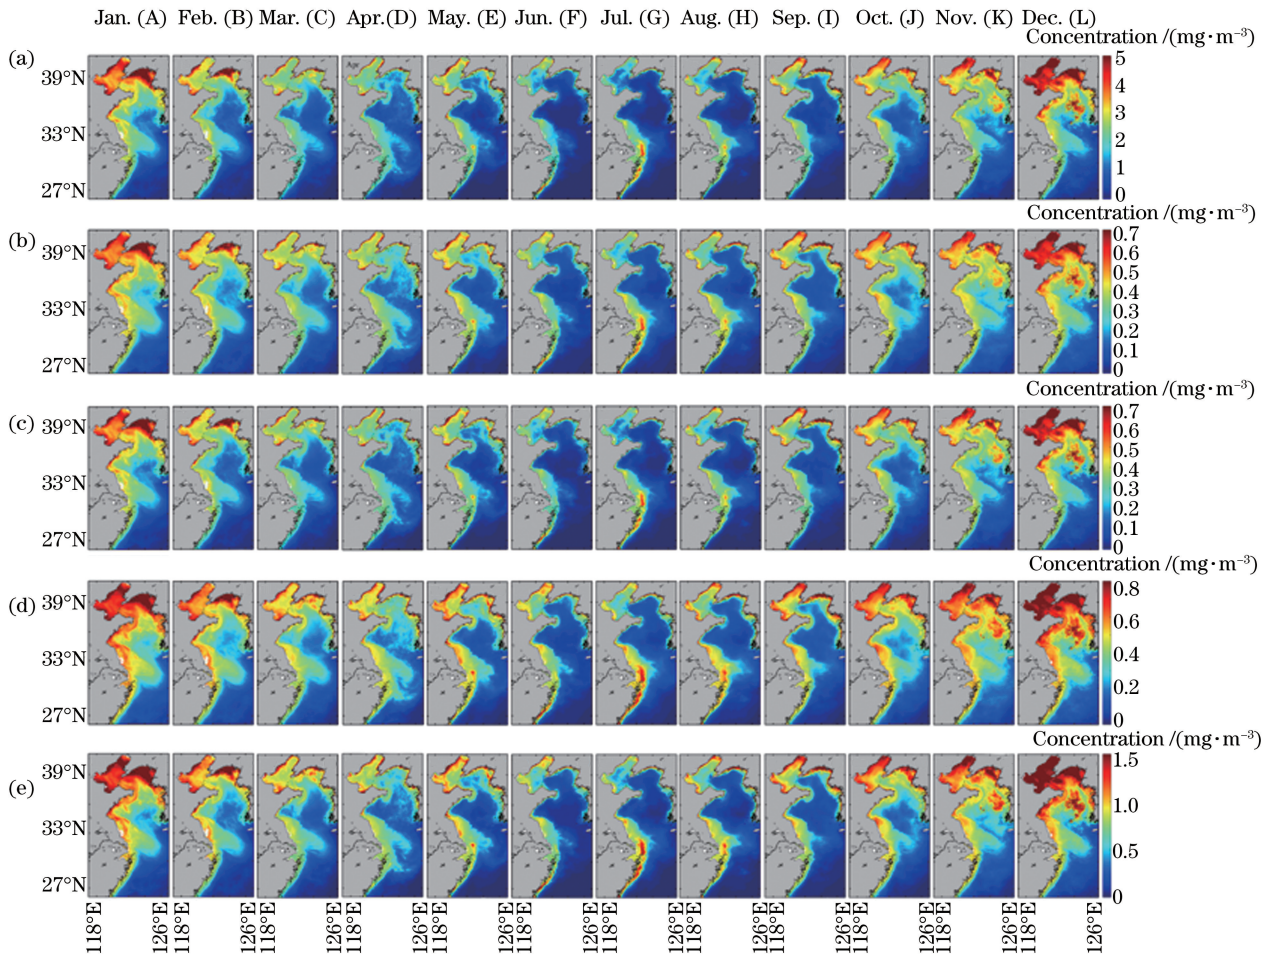 Jan. (A) Feb. (B) Mar. (C) Apr.(D) May. (E) Jun. (F) Jul. (G) Aug. (H) Sep. (I) Oct. (J) Nov. (K) Dec. (L)
Concentration /(mg·m⁻³)
(a)
39°N
33°N
27°N
Apr
5
4
3
2
1
0
Concentration /(mg·m⁻³)
(b)
39°N
33°N
27°N
0.7
0.6
0.5
0.4
0.3
0.2
0.1
0
Concentration /(mg·m⁻³)
(c)
39°N
33°N
27°N
0.7
0.6
0.5
0.4
0.3
0.2
0.1
0
Concentration /(mg·m⁻³)
(d)
39°N
33°N
27°N
0.8
0.6
0.4
0.2
0
Concentration /(mg·m⁻³)
(e)
39°N
33°N
27°N
1.5
1.0
0.5
0
118°E 126°E 118°E 126°E 118°E 126°E 118°E 126°E 118°E 126°E 118°E 126°E 118°E 126°E 118°E 126°E 118°E 126°E 118°E 126°E 118°E 126°E 118°E 126°E